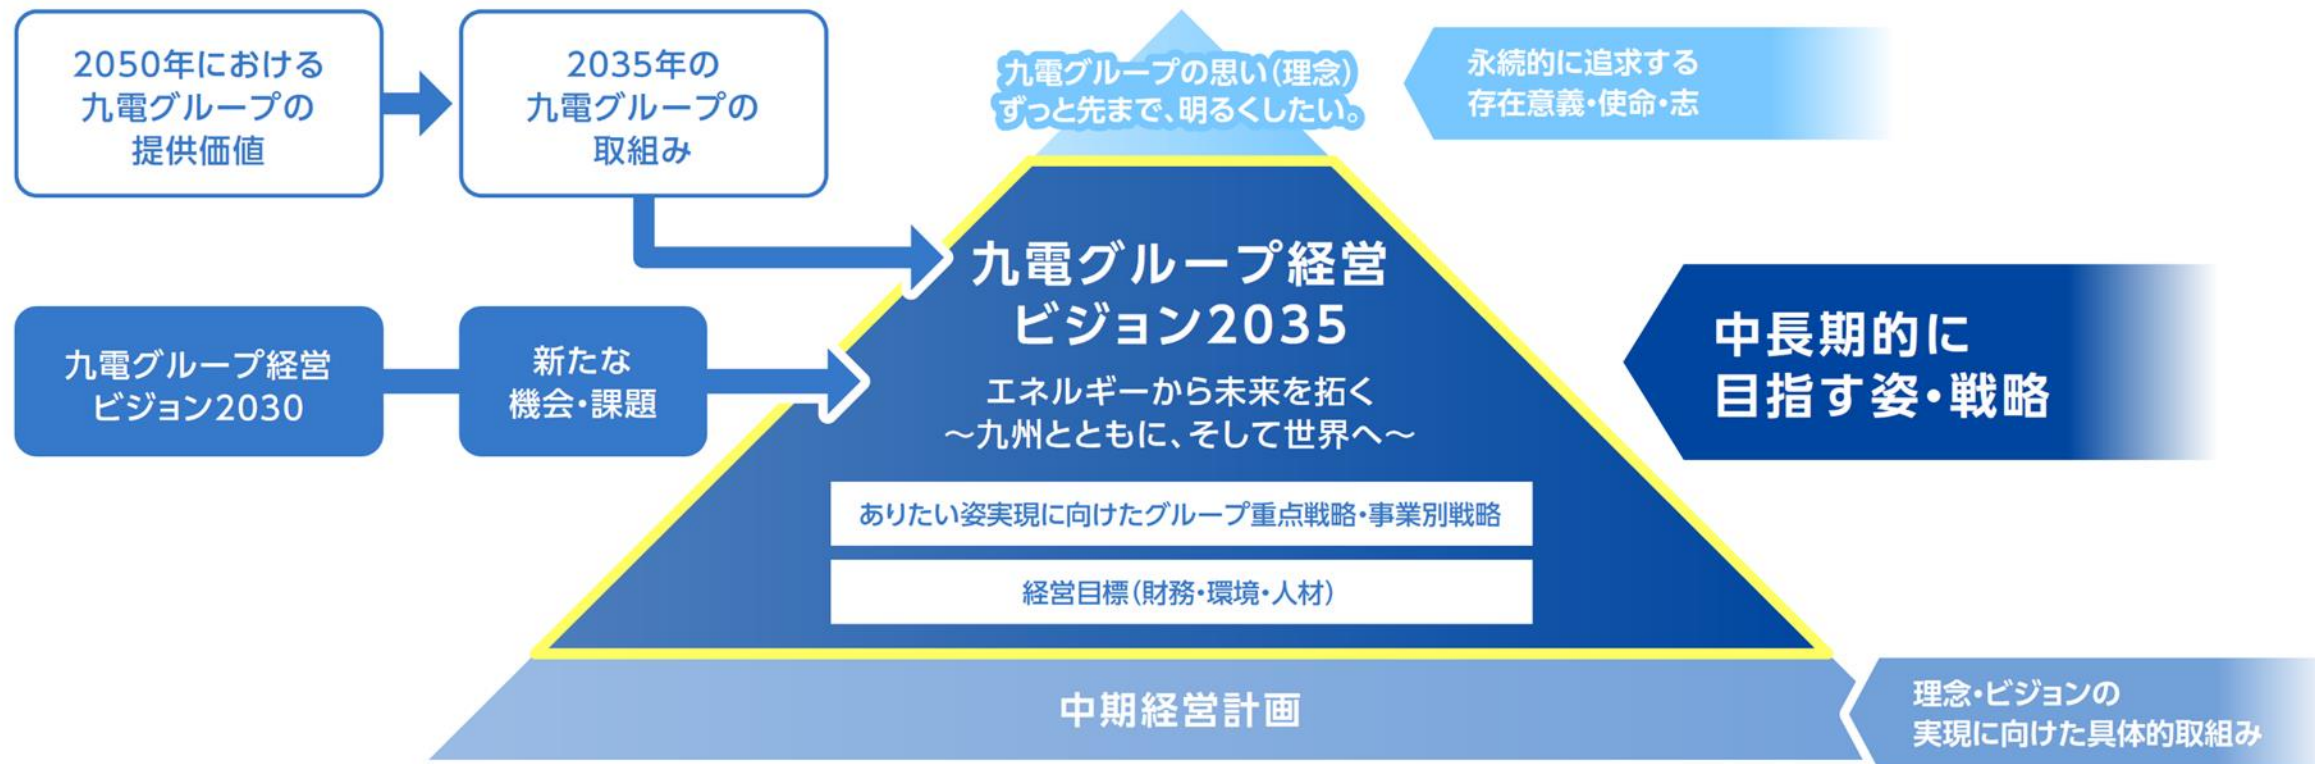 2050年における
九電グループの
提供価値
2035年の
九電グループの
取組み
九電グループの思い(理念)
ずっと先まで、明るくしたい。
永続的に追求する
存在意義・使命・志
九電グループ経営
ビジョン2030
新たな
機会・課題
九電グループ経営
ビジョン2035
エネルギーから未来を拓く
～九州とともに、そして世界へ～
ありたい姿実現に向けたグループ重点戦略・事業別戦略
経営目標(財務・環境・人材)
中長期的に
目指す姿・戦略
中期経営計画
理念・ビジョンの
実現に向けた具体的取組み